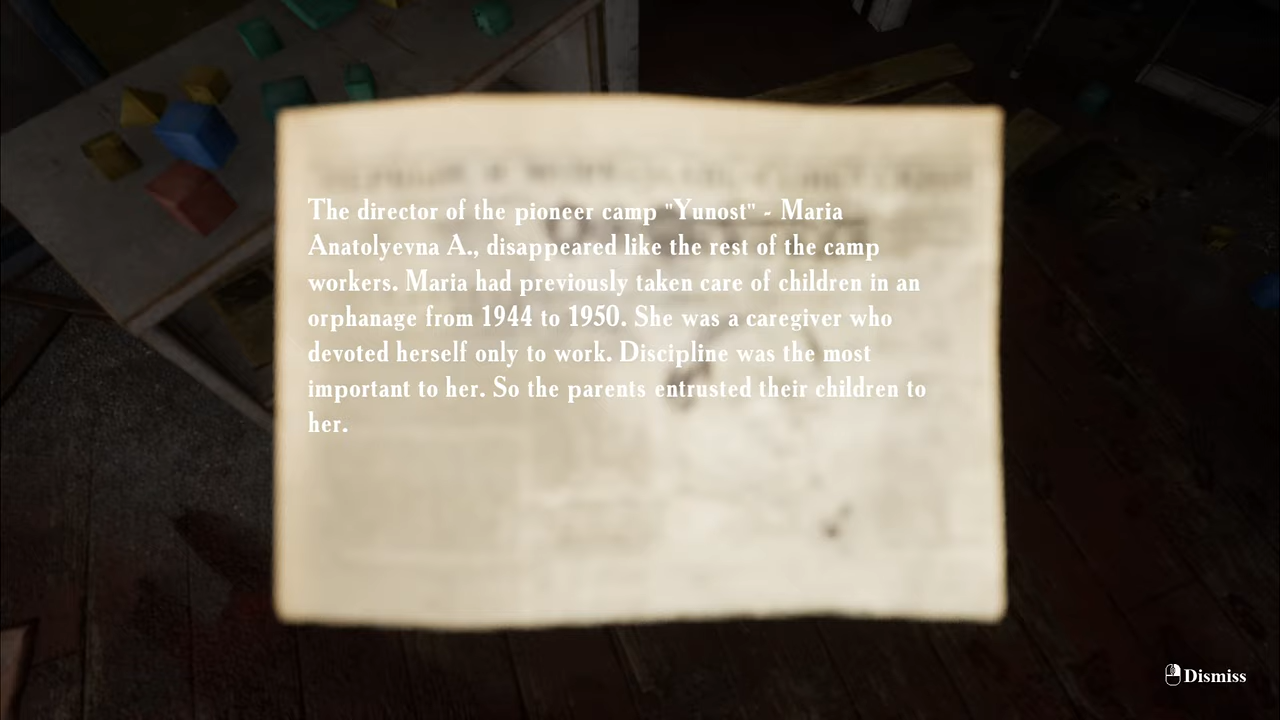 The director of the pioneer camp "Yunost" - Maria
Anatolyevna A., disappeared like the rest of the camp
workers. Maria had previously taken care of children in an
orphanage from 1944 to 1950. She was a caregiver who
devoted herself only to work. Discipline was the most
important to her. So the parents entrusted their children to
her.
Dismiss